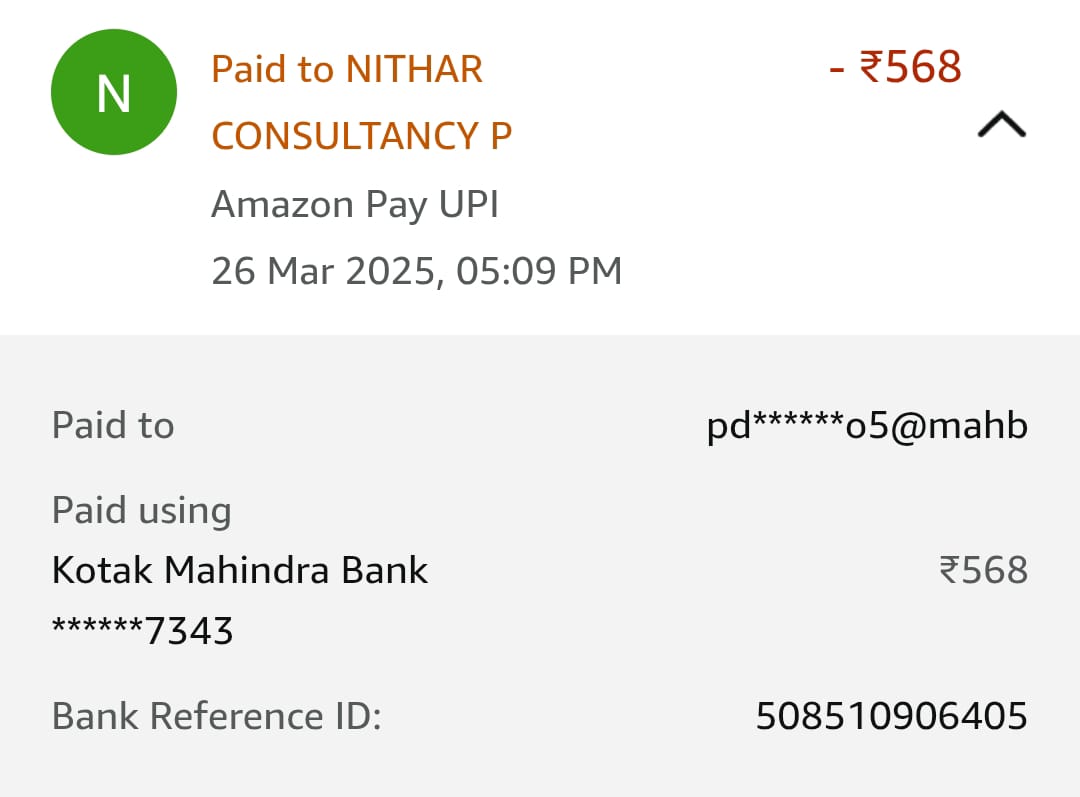 N
Paid to NITHAR
CONSULTANCY P
- ₹568
Amazon Pay UPI
26 Mar 2025, 05:09 PM
Paid to
pd******o5@mahb
Paid using
Kotak Mahindra Bank
₹568
******7343
Bank Reference ID:
508510906405